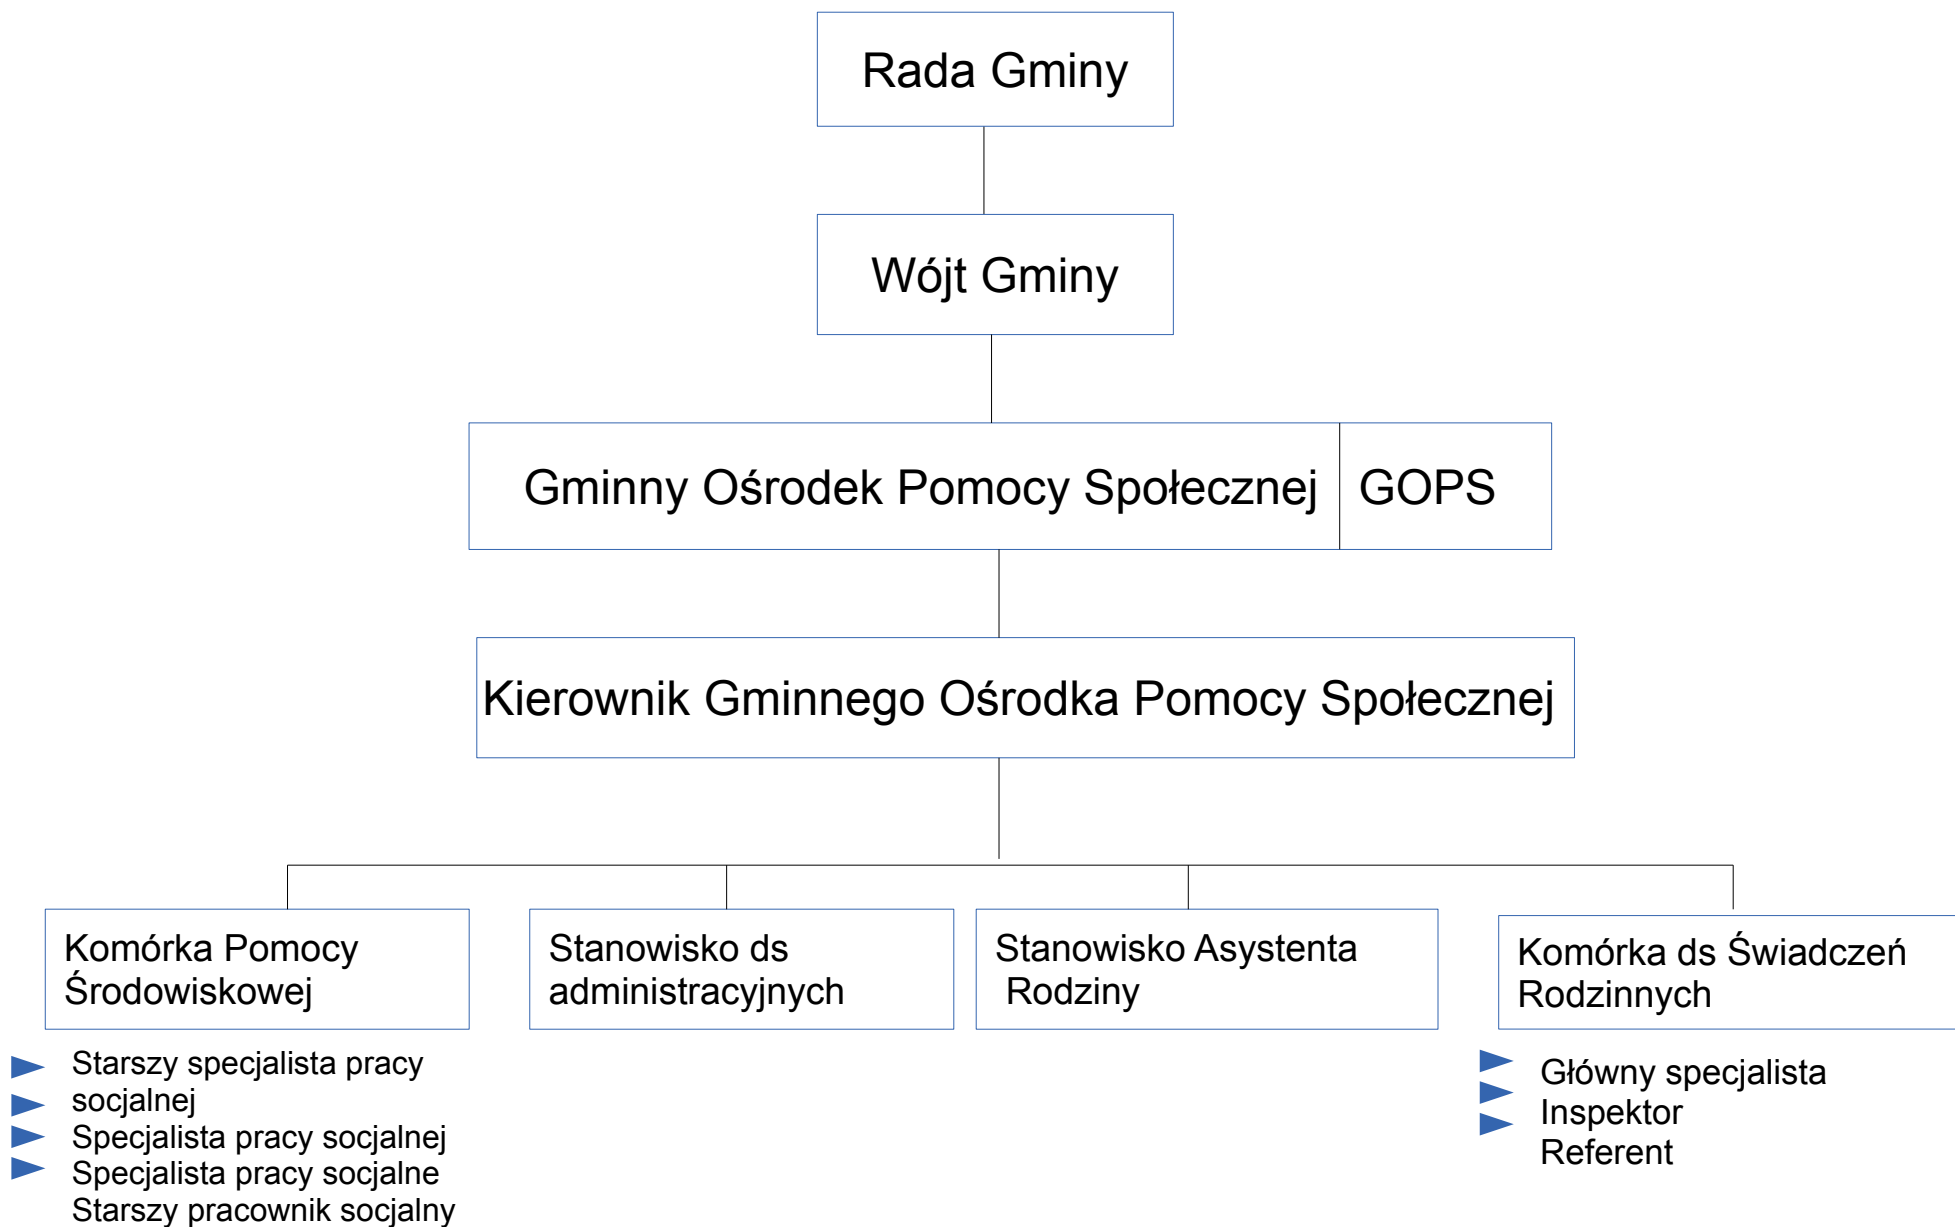 Rada Gminy
Wójt Gminy
Gminny Ośrodek Pomocy Społecznej
GOPS
Kierownik Gminnego Ośrodka Pomocy Społecznej
Komórka Pomocy
Środowiskowej
Stanowisko ds
administracyjnych
Stanowisko Asystenta
Rodziny
Komórka ds Świadczeń
Rodzinnych
Starszy specjalista pracy
socjalnej
Specjalista pracy socjalnej
Specjalista pracy socjalne
Starszy pracownik socjalny
Główny specjalista
Inspektor
Referent